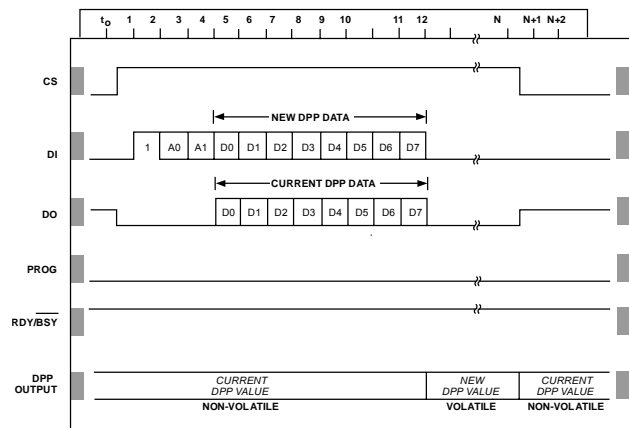 to 1 2 3 4 5 6 7 8 9 10 11 12 N N+1 N+2
CS
NEW DPP DATA
DI 1 A0 A1 D0 D1 D2 D3 D4 D5 D6 D7
CURRENT DPP DATA
DO D0 D1 D2 D3 D4 D5 D6 D7
PROG
RDY/BSY
DPP OUTPUT
CURRENT DPP VALUE
NON-VOLATILE
NEW DPP VALUE
VOLATILE
CURRENT DPP VALUE
NON-VOLATILE